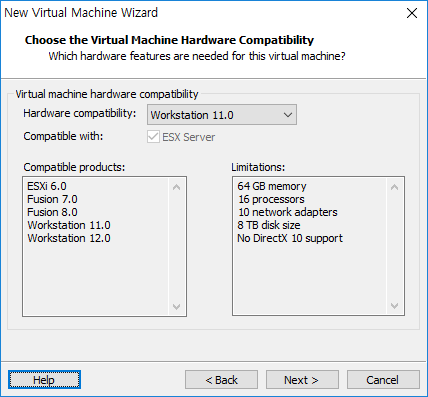 New Virtual Machine Wizard
Choose the Virtual Machine Hardware Compatibility
Which hardware features are needed for this virtual machine?
Virtual machine hardware compatibility
Hardware compatibility: Workstation 11.0
Compatible with: ESX Server
Compatible products:
ESXi 6.0
Fusion 7.0
Fusion 8.0
Workstation 11.0
Workstation 12.0
Limitations:
64 GB memory
16 processors
10 network adapters
8 TB disk size
No DirectX 10 support
Help < Back Next > Cancel